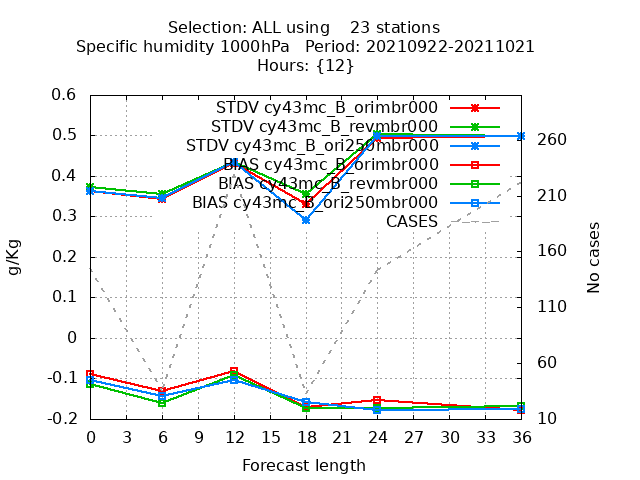 Selection: ALL using 23 stations
Specific humidity 1000hPa Period: 20210922-20211021
Hours: {12}
STDV cy43mc_B_orimbr000
STDV cy43mc_B_revmbr000
STDV cy43mc_B_ori250mbr000
BIAS cy43mc_B_orimbr000
BIAS cy43mc_B_revmbr000
BIAS cy43mc_B_ori250mbr000
CASES
0.6
0.5
0.4
0.3
0.2
0.1
0
-0.1
-0.2
g/Kg
260
210
160
110
60
10
No cases
0 3 6 9 12 15 18 21 24 27 30 33 36
Forecast length